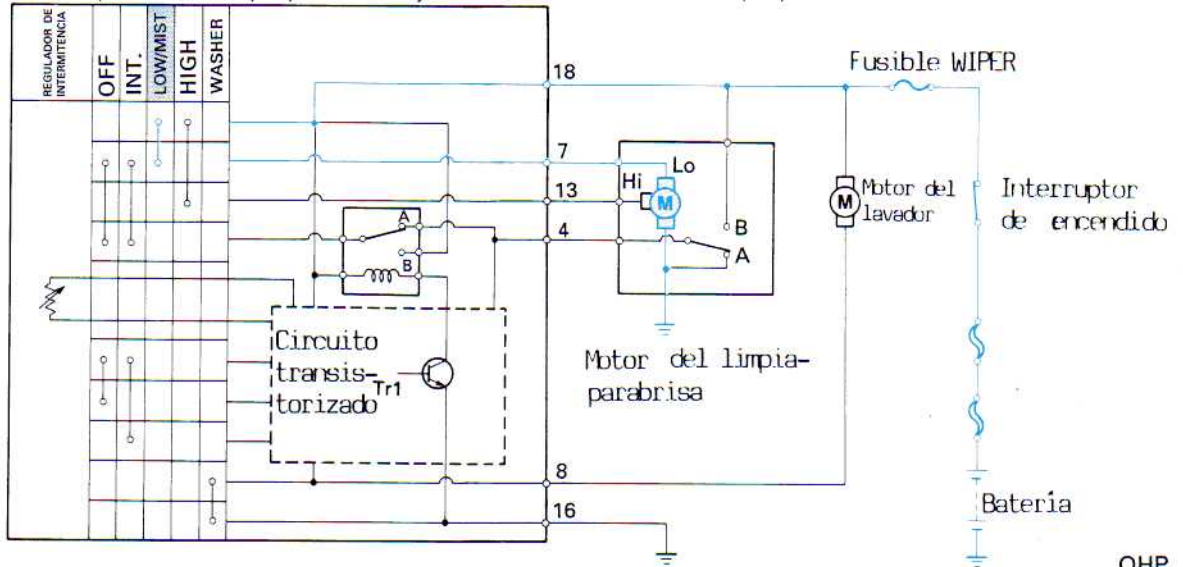 REGULADOR DE
INTERMITENCIA
OFF
INT.
LOW/MIST
HIGH
WASHER
18
Fusible WIPER
7
Lo
Hi
M
13
M
Motor del
lavador
Interruptor
de encendido
A
B
4
B
A
Circuito
transis-
torizado
Tr1
Motor del limpia-
parabrisa
8
16
Batería
OHP